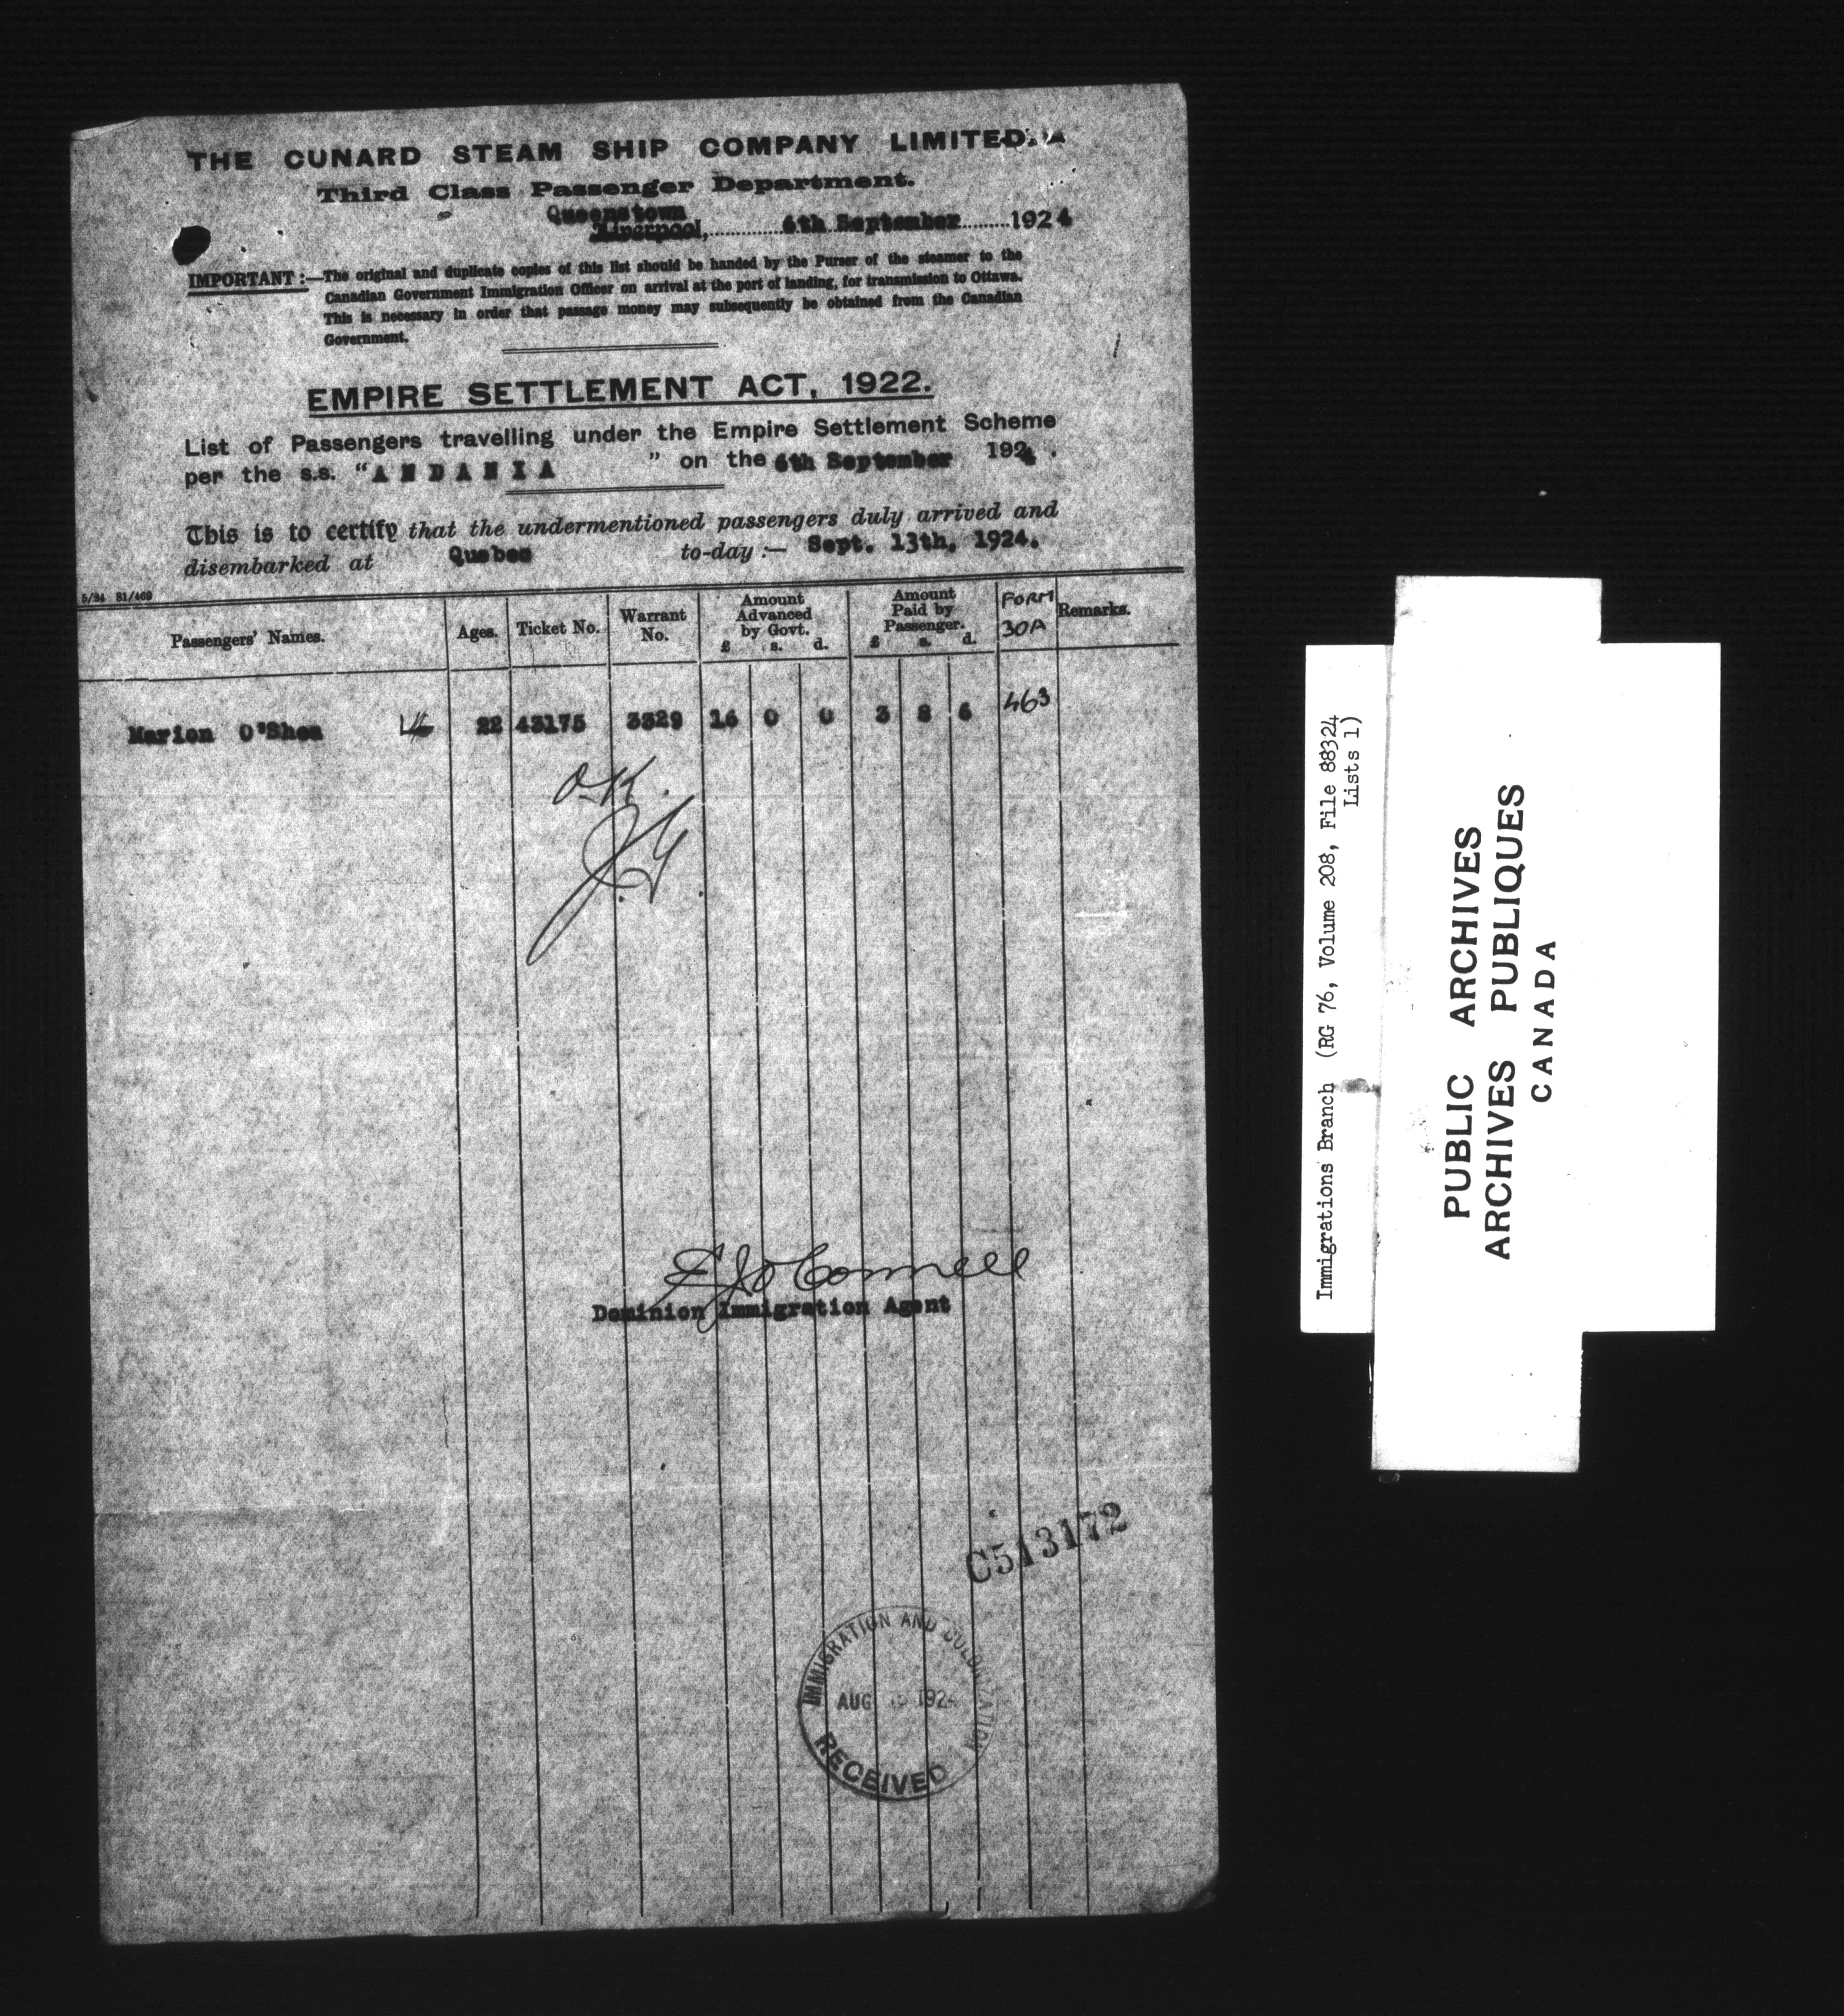 THE CUNARD STEAM SHIP COMPANY LIMITED.
Third Class Passenger Department.
Queenstown
Liverpool, 6th September 1924
IMPORTANT :—The original and duplicate copies of this list should be handed by the Purser of the steamer to the
Canadian Government Immigration Officer on arrival at the port of landing, for transmission to Ottawa.
This is necessary in order that passage money may subsequently be obtained from the Canadian
Government.
EMPIRE SETTLEMENT ACT, 1922.
List of Passengers travelling under the Empire Settlement Scheme
per the s.s. "ANDANIA" on the 6th September 1924.
This is to certify that the undermentioned passengers duly arrived and
disembarked at Quebec to-day :— Sept. 13th, 1924.
5/24 81/469
Passengers' Names. Ages. Ticket No. Warrant No. Amount Advanced by Govt. £ s. d. Amount Paid by Passenger. £ s. d. FORM 30A Remarks.
Marion O'Shea 22 43175 3329 16 0 0 3 8 6 463
O.K.
J.G.
E J O'Connell
Dominion Immigration Agent
C513172
IMMIGRATION AND COLONIZATION
AUG 1924
RECEIVED
Immigrations Branch (RG 76, Volume 208, File 88324
Lists 1)
PUBLIC ARCHIVES
ARCHIVES PUBLIQUES
CANADA